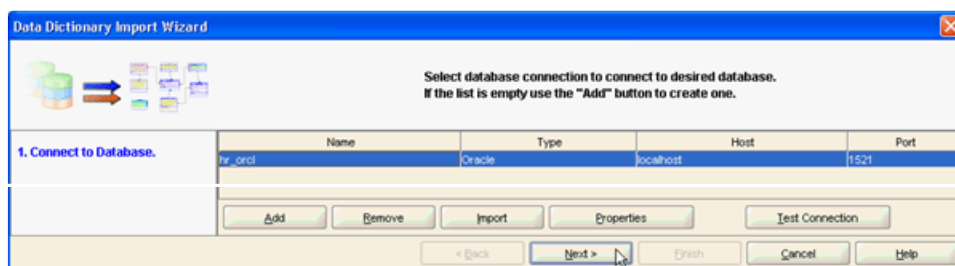 Data Dictionary Import Wizard
Select database connection to connect to desired database.
If the list is empty use the "Add" button to create one.
1. Connect to Database.
Name Type Host Port
hr_orcl Oracle localhost 1521
Add Remove Import Properties Test Connection
< Back Next > Finish Cancel Help